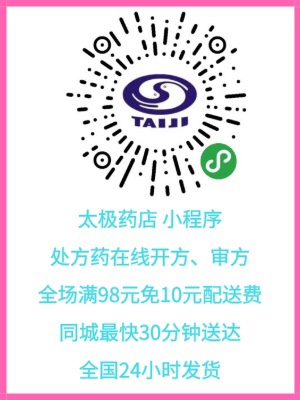 TAIJI
太极药店 小程序
处方药在线开方、审方
全场满98元免10元配送费
同城最快30分钟送达
全国24小时发货